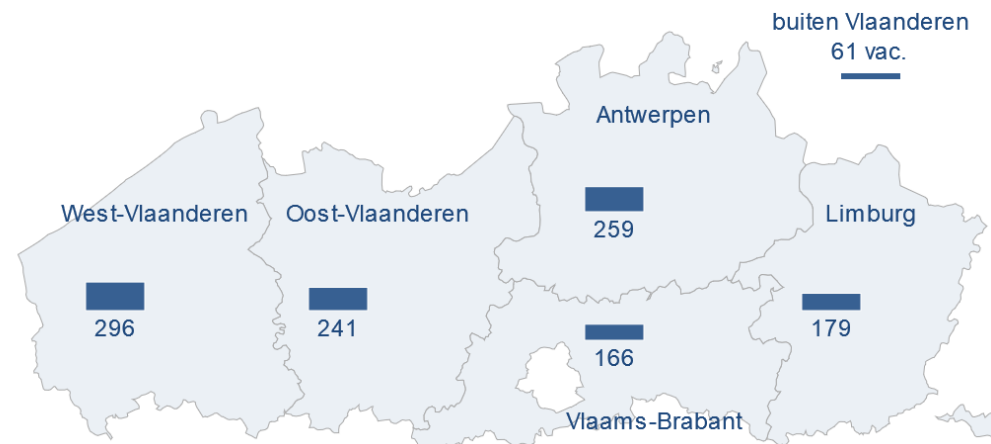 buiten Vlaanderen
61 vac.
Antwerpen
259
West-Vlaanderen
296
Oost-Vlaanderen
241
Limburg
179
166
Vlaams-Brabant